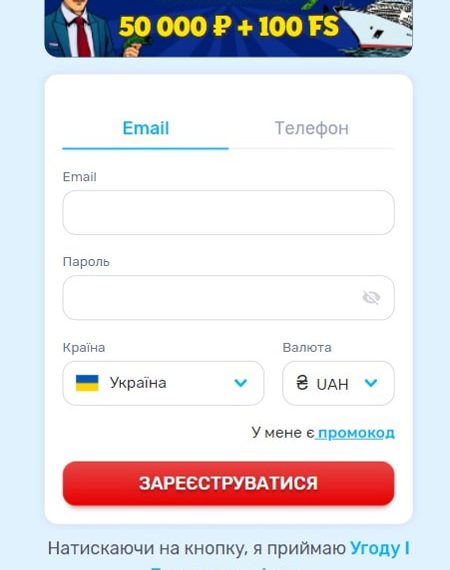 50 000 ₽ + 100 FS
Email Телефон
Email
Пароль
Країна Валюта
Україна ₴ UAH
У мене є промокод
ЗАРЕЄСТРУВАТИСЯ
Натискаючи на кнопку, я приймаю Угоду І